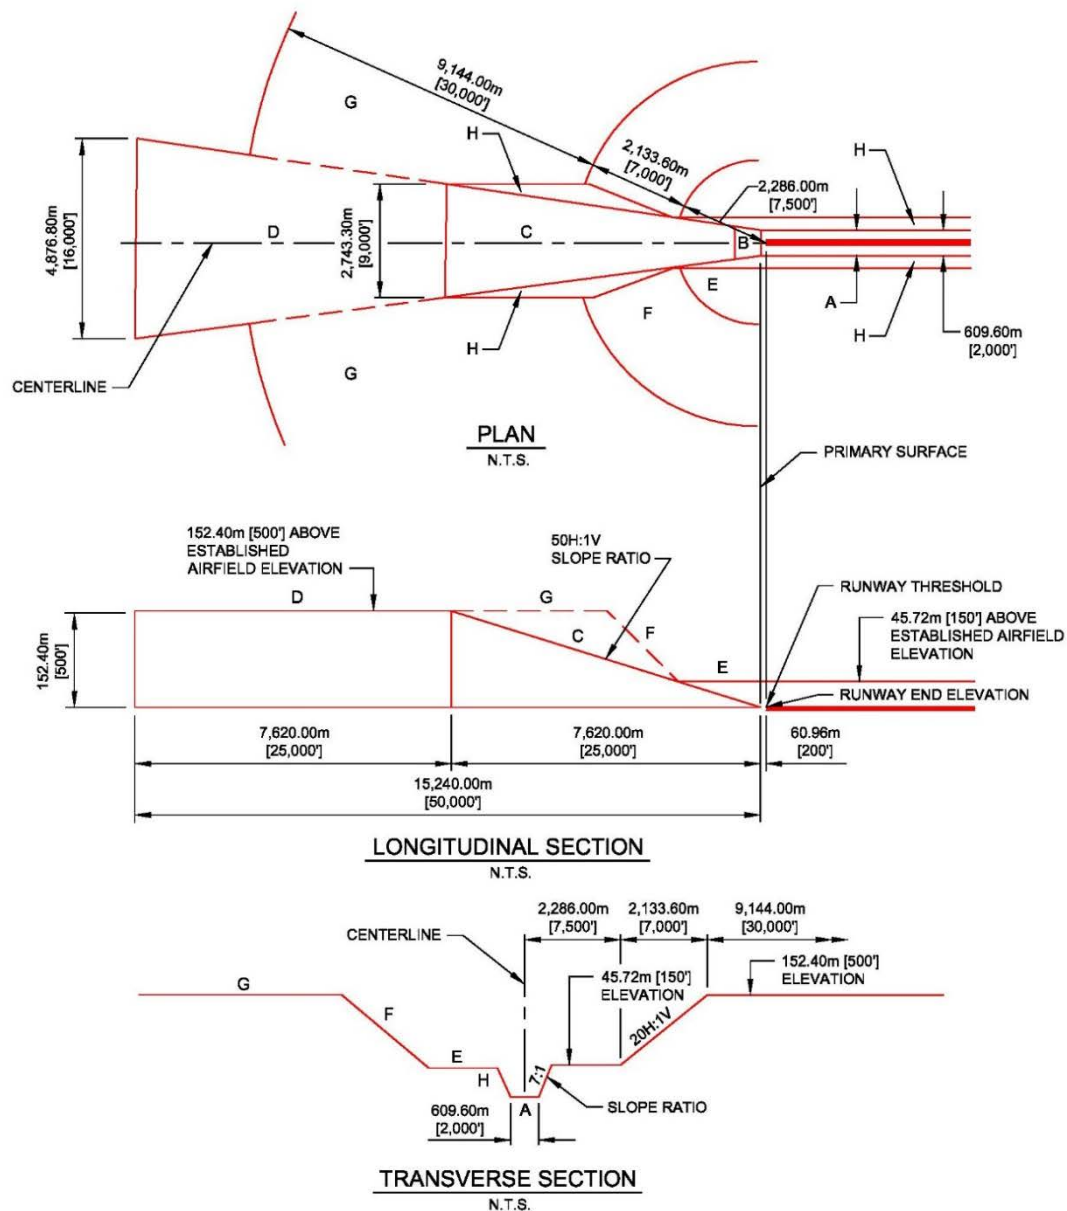 9,144.00m
[30,000']
G
H
2,133.60m
[7,000']
H
2,286.00m
[7,500']
4,876.80m
[16,000']
D
2,743.30m
[9,000']
C
B
E
A
F
H
H
609.60m
[2,000']
G
CENTERLINE
PLAN
N.T.S.
PRIMARY SURFACE
152.40m [500'] ABOVE
ESTABLISHED
AIRFIELD ELEVATION
50H:1V
SLOPE RATIO
D
G
RUNWAY THRESHOLD
C
F
E
45.72m [150'] ABOVE
ESTABLISHED AIRFIELD
ELEVATION
152.40m
[500']
RUNWAY END ELEVATION
7,620.00m
[25,000']
7,620.00m
[25,000']
60.96m
[200']
15,240.00m
[50,000']
LONGITUDINAL SECTION
N.T.S.
2,286.00m
[7,500']
2,133.60m
[7,000']
9,144.00m
[30,000']
CENTERLINE
45.72m [150']
ELEVATION
152.40m [500']
ELEVATION
G
F
20H:1V
E
H
7:1
A
SLOPE RATIO
609.60m
[2,000']
TRANSVERSE SECTION
N.T.S.